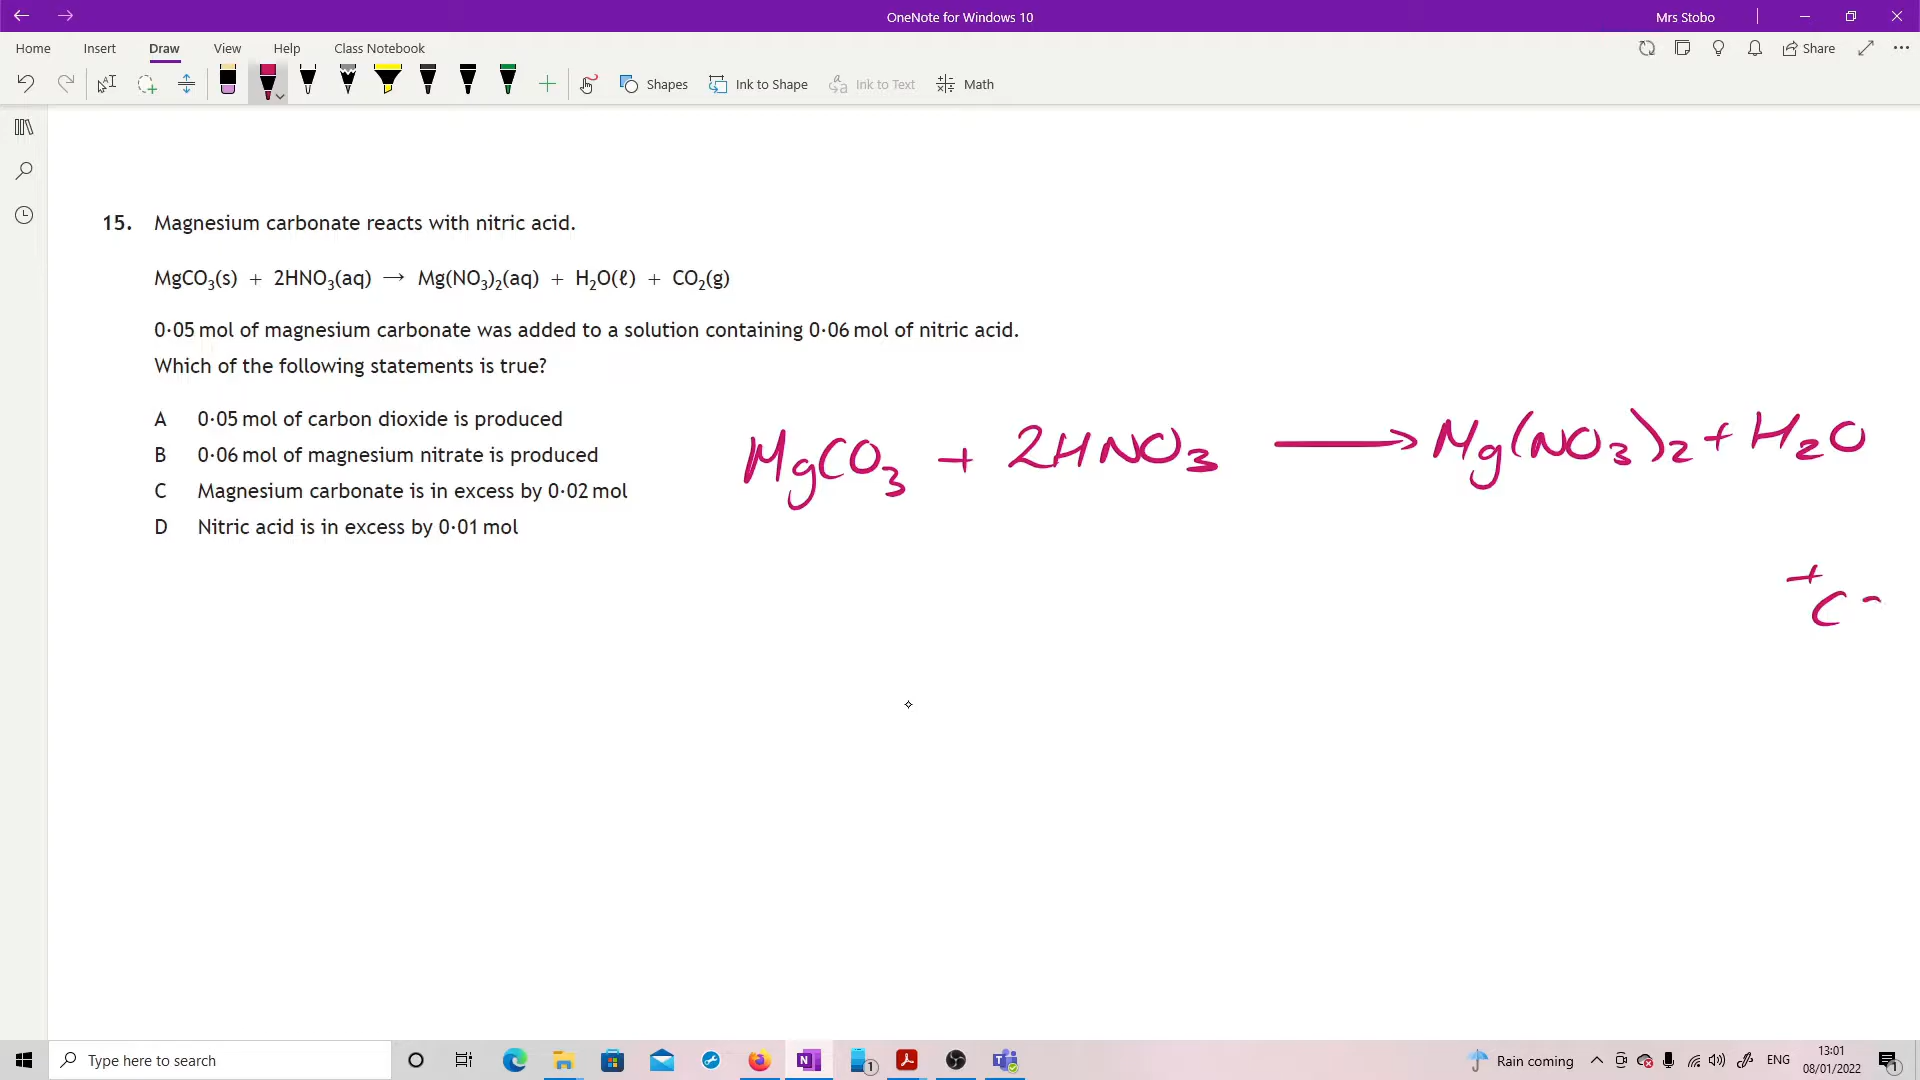 OneNote for Windows 10
Mrs Stobo
Home Insert Draw View Help Class Notebook
Share
Shapes Ink to Shape Ink to Text Math
15. Magnesium carbonate reacts with nitric acid.
MgCO₃(s) + 2HNO₃(aq) → Mg(NO₃)₂(aq) + H₂O(ℓ) + CO₂(g)
0·05 mol of magnesium carbonate was added to a solution containing 0·06 mol of nitric acid.
Which of the following statements is true?
A 0·05 mol of carbon dioxide is produced
B 0·06 mol of magnesium nitrate is produced
C Magnesium carbonate is in excess by 0·02 mol
D Nitric acid is in excess by 0·01 mol
MgCO₃ + 2HNO₃ → Mg(NO₃)₂ + H₂O
+ C
Type here to search
Rain coming
ENG
13:01
08/01/2022